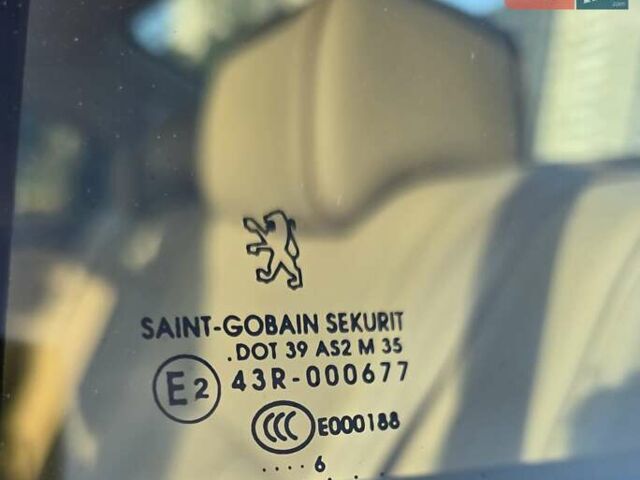 SAINT-GOBAIN SEKURIT
.DOT 39 AS2 M 35
E2 43R-000677
CCC E000188
.... 6